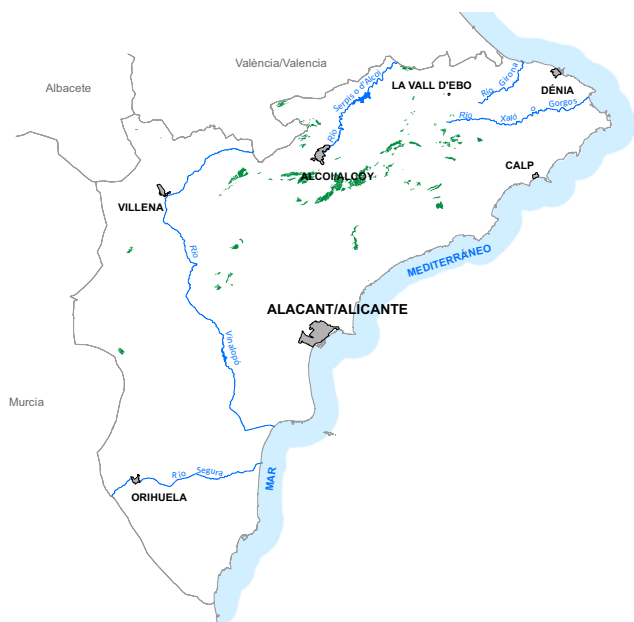 València/Valencia
Albacete
LA VALL D'EBO
DÉNIA
Río Girona
Río Serpis o d'Alcoi
Río Xaló o Gorgos
ALCOI/ALCOY
CALP
VILLENA
Río Vinalopó
MEDITERRÁNEO
ALACANT/ALICANTE
Murcia
Río Segura
MAR
ORIHUELA